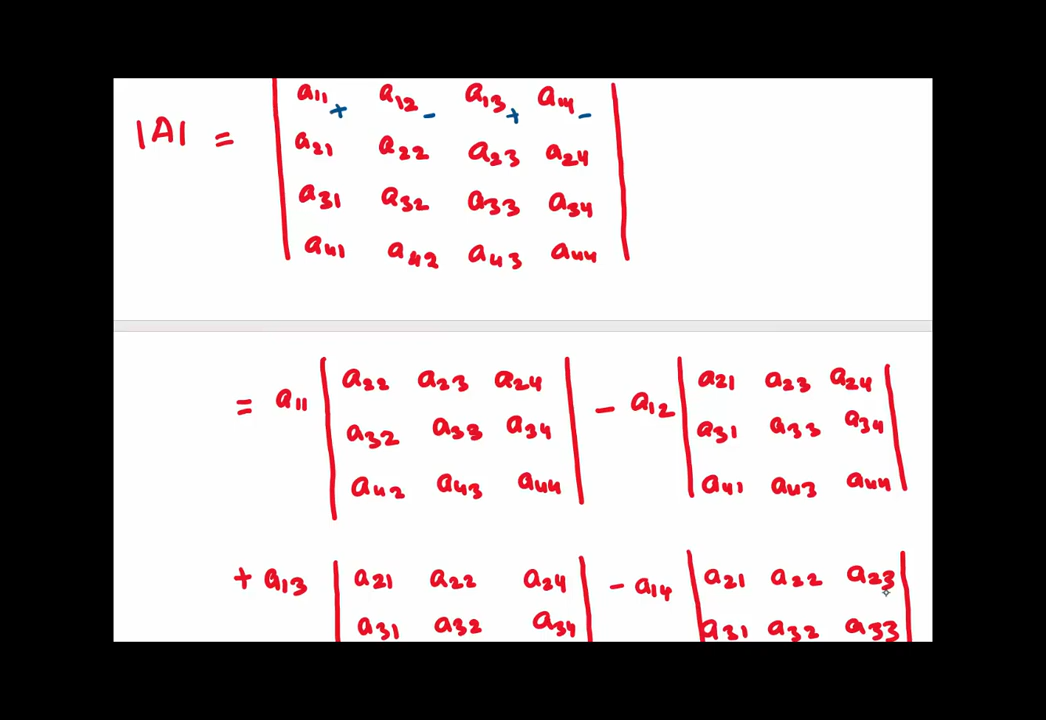 |A| = | a11+ a12- a13+ a14- |
| a21 a22 a23 a24 |
| a31 a32 a33 a34 |
| a41 a42 a43 a44 |
= a11 | a22 a23 a24 | - a12 | a21 a23 a24 |
| a32 a33 a34 | | a31 a33 a34 |
| a42 a43 a44 | | a41 a43 a44 |
+ a13 | a21 a22 a24 | - a14 | a21 a22 a23 |
| a31 a32 a34 | | a31 a32 a33 |